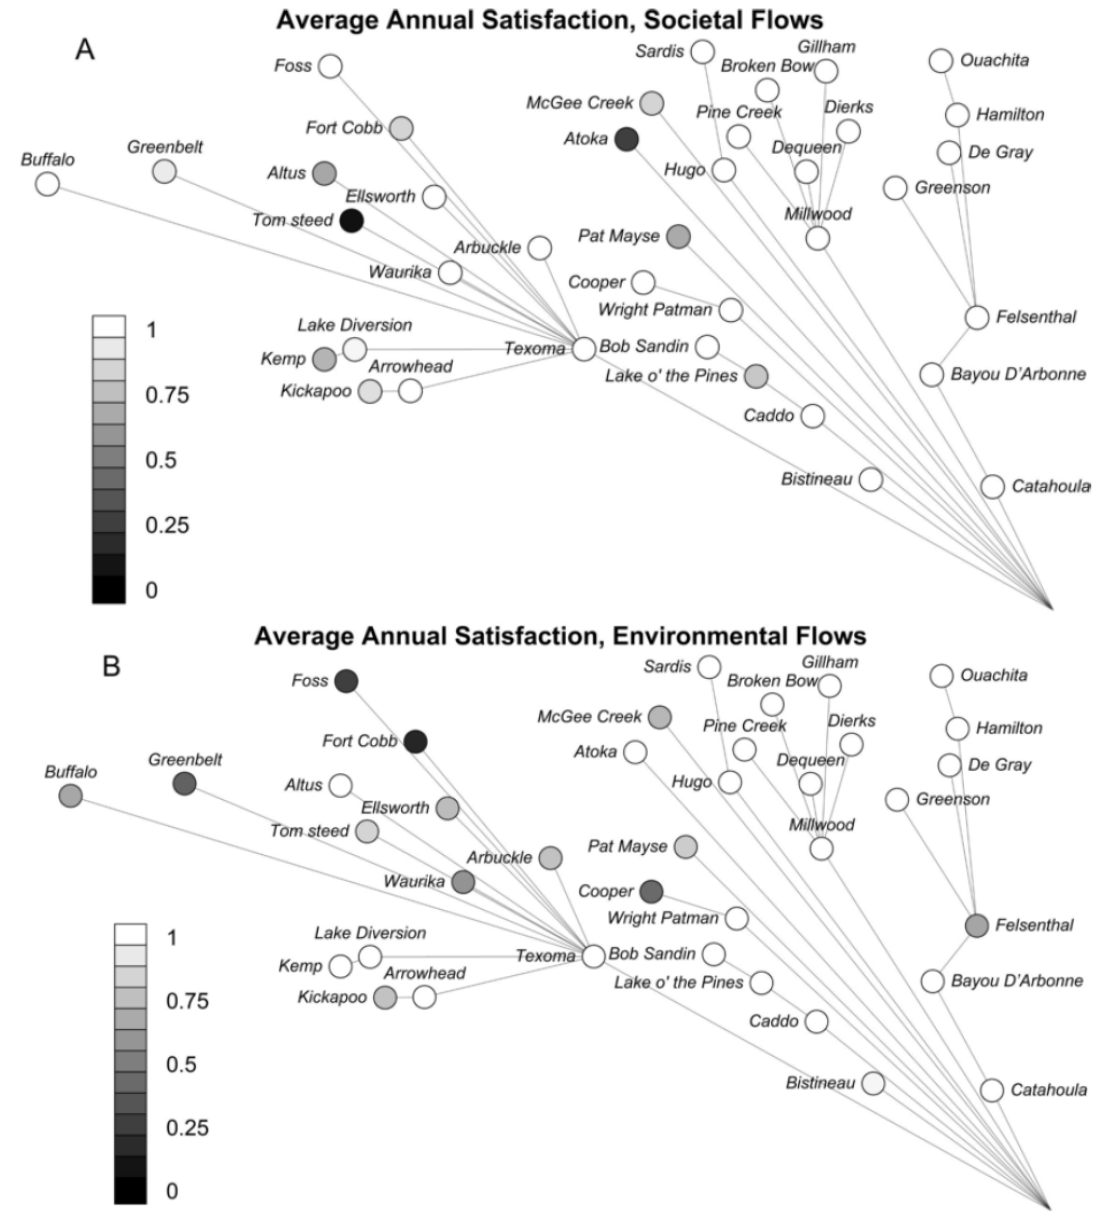 Average Annual Satisfaction, Societal Flows
A
Foss
Sardis
Gillham
Broken Bow
Ouachita
McGee Creek
Pine Creek
Dierks
Hamilton
Fort Cobb
Atoka
Dequeen
De Gray
Greenbelt
Buffalo
Altus
Hugo
Greenson
Ellsworth
Tom steed
Millwood
Arbuckle
Pat Mayse
Waurika
Cooper
Wright Patman
Felsenthal
Lake Diversion
Kemp
Texoma
Bob Sandin
Arrowhead
Lake o' the Pines
Bayou D'Arbonne
Kickapoo
Caddo
Bistineau
Catahoula
1
0.75
0.5
0.25
0
Average Annual Satisfaction, Environmental Flows
B
Foss
Sardis
Gillham
Broken Bow
Ouachita
McGee Creek
Pine Creek
Dierks
Hamilton
Fort Cobb
Atoka
Dequeen
De Gray
Greenbelt
Buffalo
Altus
Hugo
Greenson
Ellsworth
Tom steed
Millwood
Arbuckle
Pat Mayse
Waurika
Cooper
Wright Patman
Felsenthal
Lake Diversion
Kemp
Texoma
Bob Sandin
Arrowhead
Lake o' the Pines
Bayou D'Arbonne
Kickapoo
Caddo
Bistineau
Catahoula
1
0.75
0.5
0.25
0